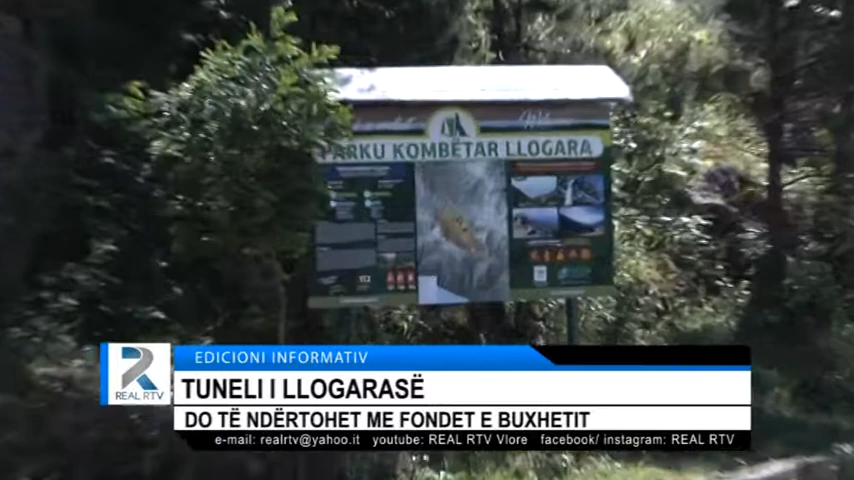 PARKU KOMBËTAR LLOGARA
112
EDICIONI INFORMATIV
REAL RTV
TUNELI I LLOGARASË
DO TË NDËRTOHET ME FONDET E BUXHETIT
e-mail: realrtv@yahoo.it youtube: REAL RTV Vlore facebook/ instagram: REAL RTV